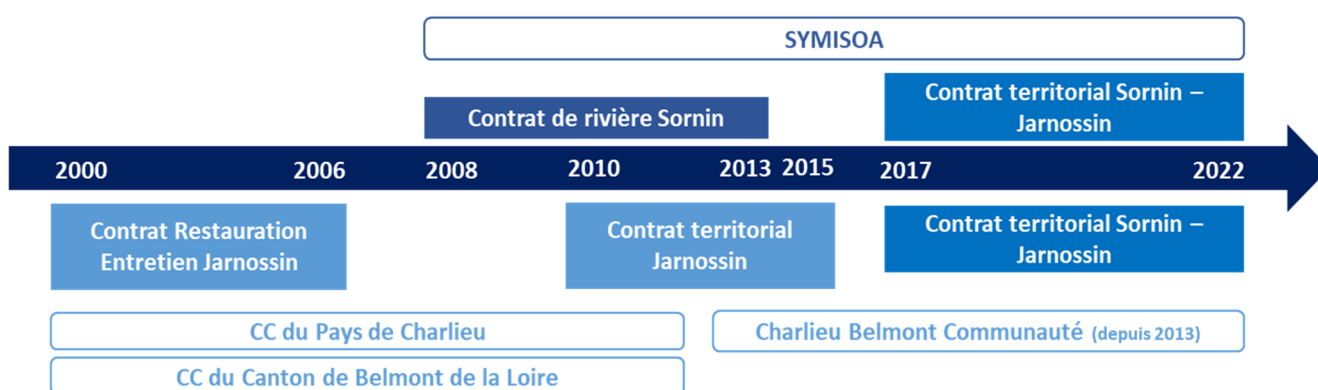 SYMISOA
Contrat de rivière Sornin
Contrat territorial Sornin –
Jarnossin
2000 2006 2008 2010 2013 2015 2017 2022
Contrat Restauration
Entretien Jarnossin
Contrat territorial
Jarnossin
Contrat territorial Sornin –
Jarnossin
CC du Pays de Charlieu
Charlieu Belmont Communauté (depuis 2013)
CC du Canton de Belmont de la Loire